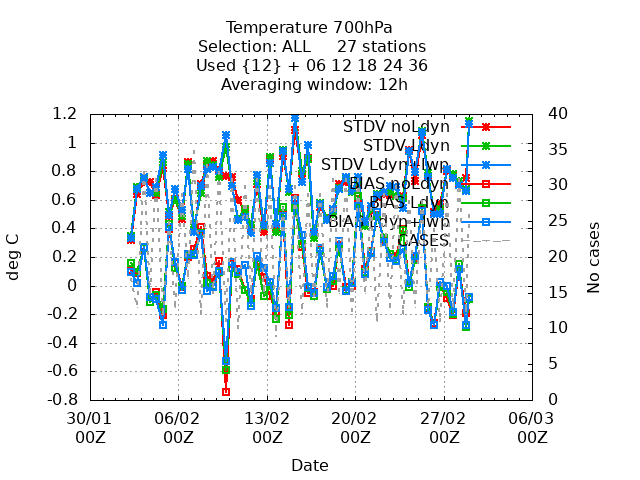 Temperature 700hPa
Selection: ALL 27 stations
Used {12} + 06 12 18 24 36
Averaging window: 12h
1.2
1
0.8
0.6
0.4
0.2
0
-0.2
-0.4
-0.6
-0.8
deg C
40
35
30
25
20
15
10
5
0
No cases
STDV noLdyn
STDV Ldyn
STDV Ldyn+lwp
BIAS noLdyn
BIAS Ldyn
BIAS Ldyn+lwp
CASES
30/01 06/02 13/02 20/02 27/02 06/03
00Z 00Z 00Z 00Z 00Z 00Z
Date